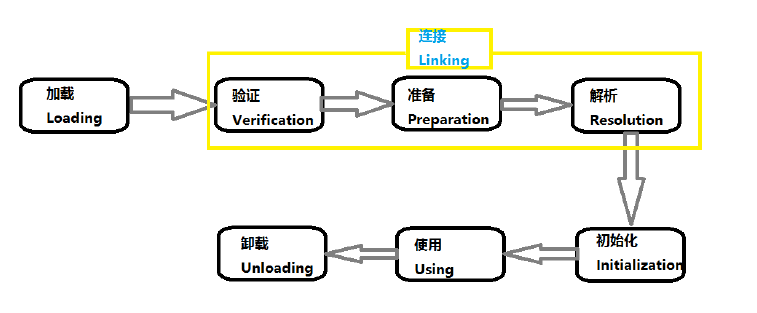 连接
Linking
加载
Loading
验证
Verification
准备
Preparation
解析
Resolution
卸载
Unloading
使用
Using
初始化
Initialization